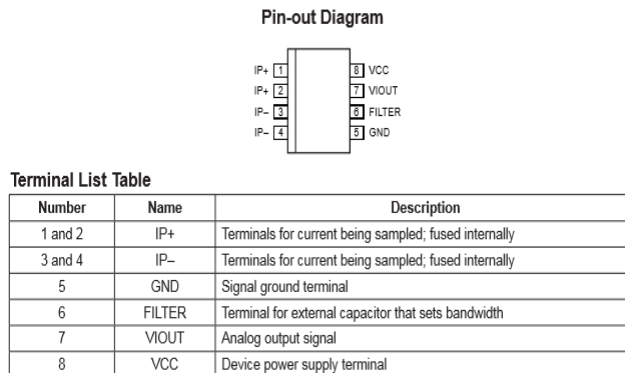 Pin-out Diagram
IP+ 1 8 VCC
IP+ 2 7 VIOUT
IP– 3 6 FILTER
IP– 4 5 GND
Terminal List Table
Number Name Description
1 and 2 IP+ Terminals for current being sampled; fused internally
3 and 4 IP– Terminals for current being sampled; fused internally
5 GND Signal ground terminal
6 FILTER Terminal for external capacitor that sets bandwidth
7 VIOUT Analog output signal
8 VCC Device power supply terminal